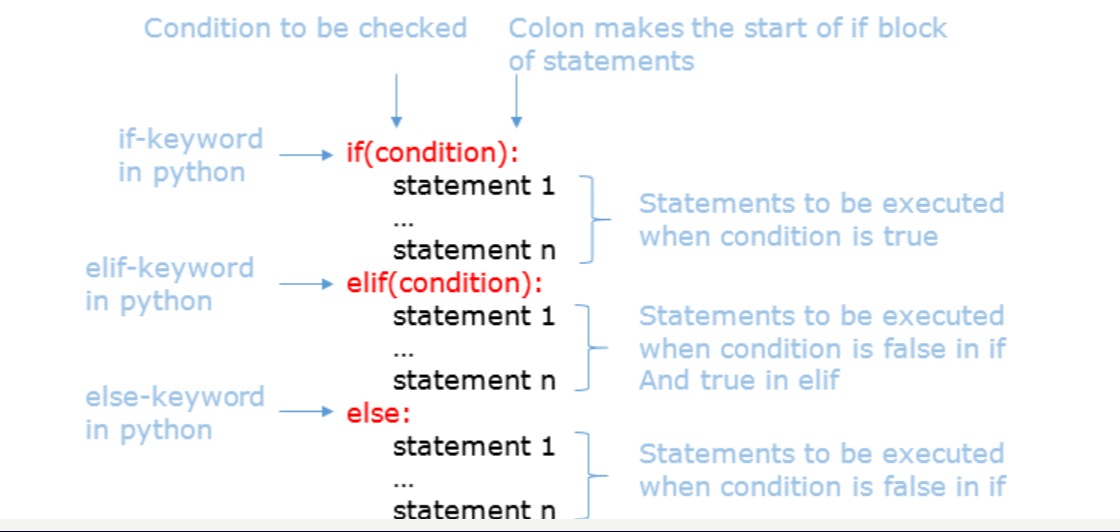 Condition to be checked
Colon makes the start of if block
of statements
if-keyword
in python
if(condition):
statement 1
...
statement n
Statements to be executed
when condition is true
elif-keyword
in python
elif(condition):
statement 1
...
statement n
Statements to be executed
when condition is false in if
And true in elif
else-keyword
in python
else:
statement 1
...
statement n
Statements to be executed
when condition is false in if